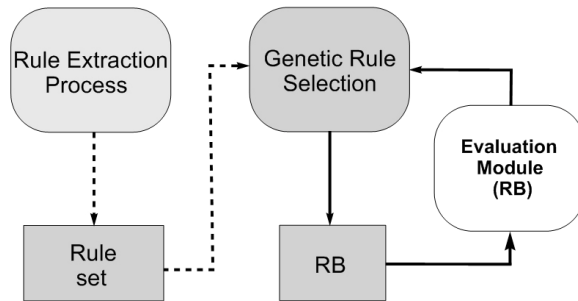 Rule Extraction
Process
Genetic Rule
Selection
Evaluation
Module
(RB)
Rule
set
RB